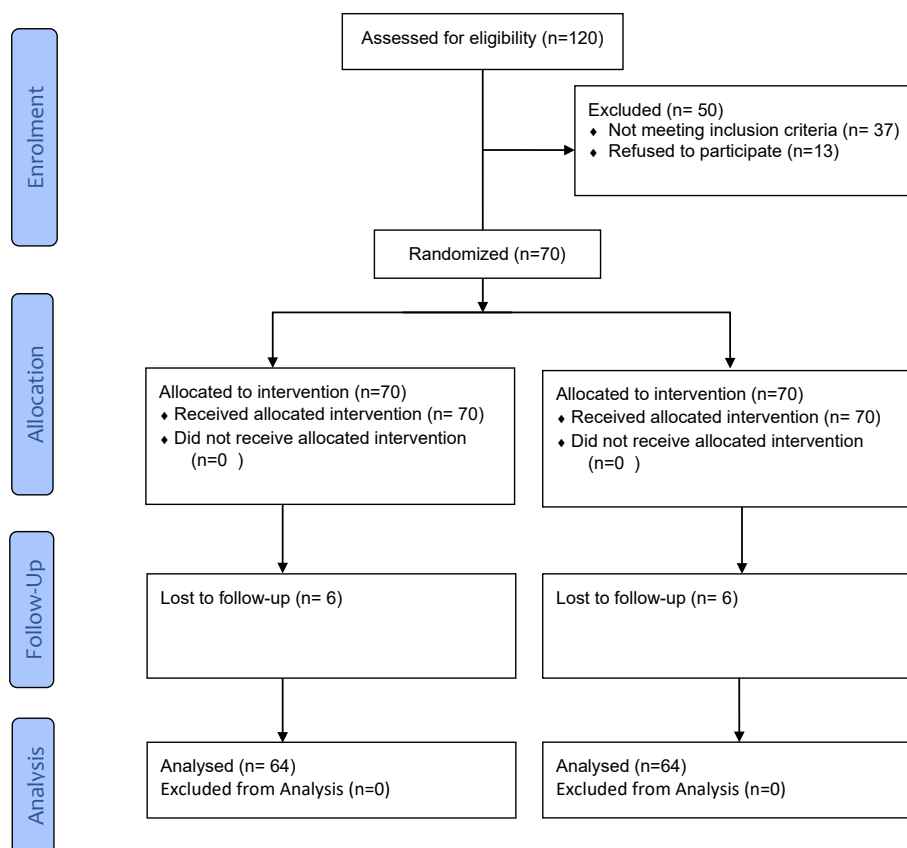 Enrolment
Assessed for eligibility (n=120)
Excluded (n= 50)
♦ Not meeting inclusion criteria (n= 37)
♦ Refused to participate (n=13)
Randomized (n=70)
Allocation
Allocated to intervention (n=70)
♦ Received allocated intervention (n= 70)
♦ Did not receive allocated intervention
(n=0 )
Allocated to intervention (n=70)
♦ Received allocated intervention (n= 70)
♦ Did not receive allocated intervention
(n=0 )
Follow-Up
Lost to follow-up (n= 6)
Lost to follow-up (n= 6)
Analysis
Analysed (n= 64)
Excluded from Analysis (n=0)
Analysed (n=64)
Excluded from Analysis (n=0)